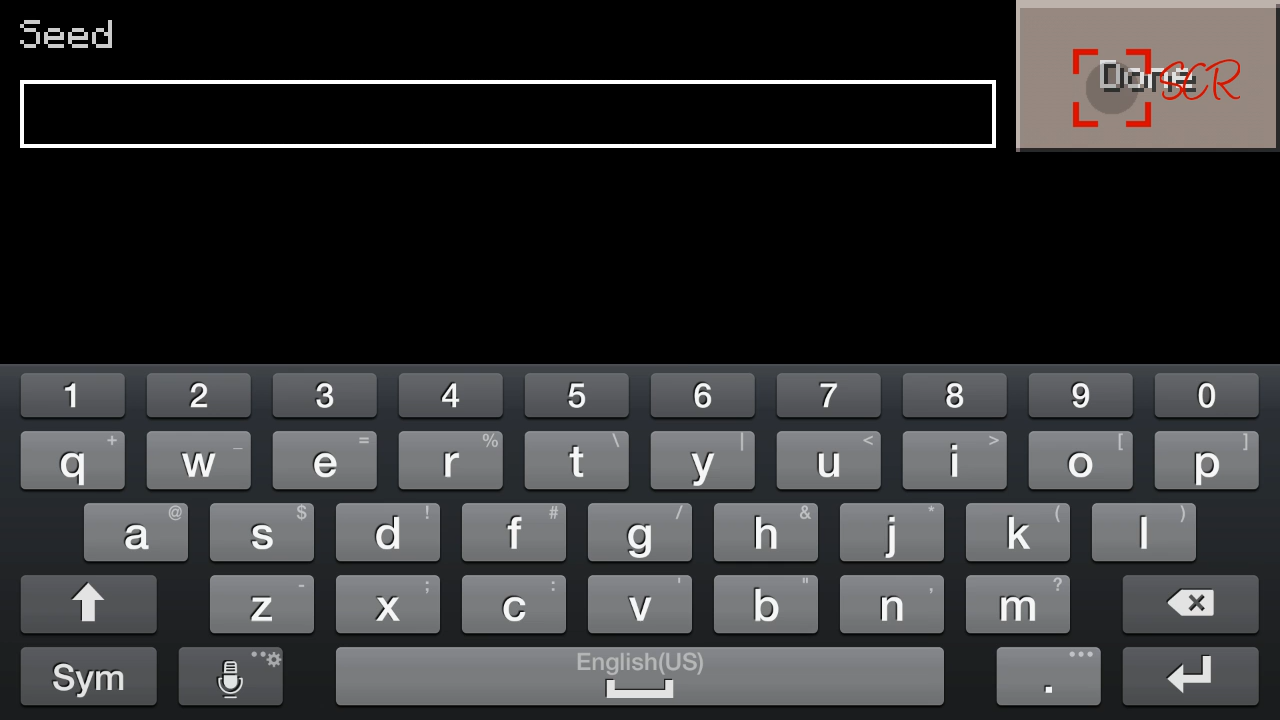 Seed
Done
SCR
1 2 3 4 5 6 7 8 9 0
+ _ = % \ | < > [ ]
q w e r t y u i o p
@ $ ! # / & * ( )
a s d f g h j k l
- ; : ' " , ?
z x c v b n m
Sym English(US) ... .